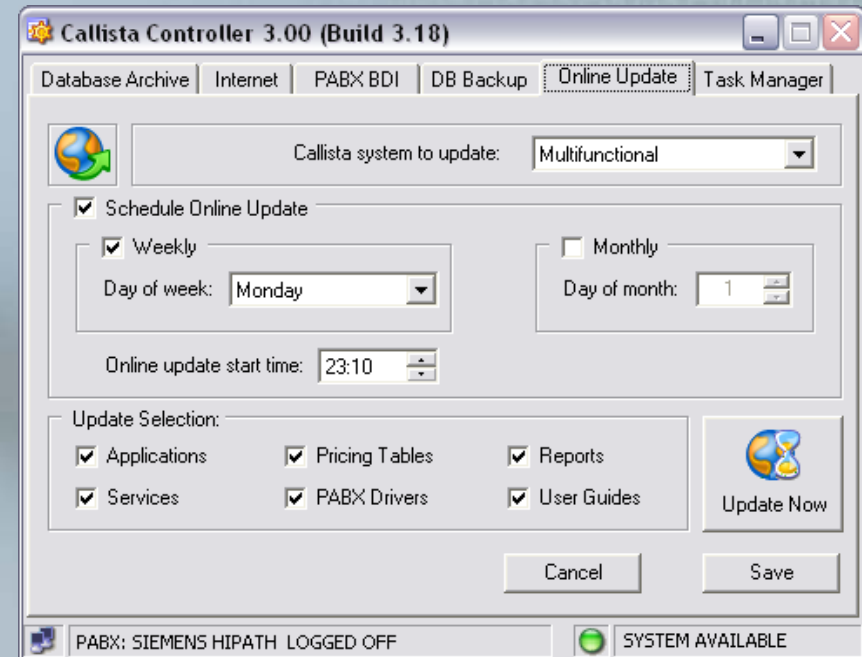 Callista Controller 3.00 (Build 3.18)
Database Archive Internet PABX BDI DB Backup Online Update Task Manager
Callista system to update: Multifunctional
Schedule Online Update
Weekly Monthly
Day of week: Monday Day of month: 1
Online update start time: 23:10
Update Selection:
Applications Pricing Tables Reports
Services PABX Drivers User Guides
Update Now
Cancel Save
PABX: SIEMENS HIPATH LOGGED OFF SYSTEM AVAILABLE